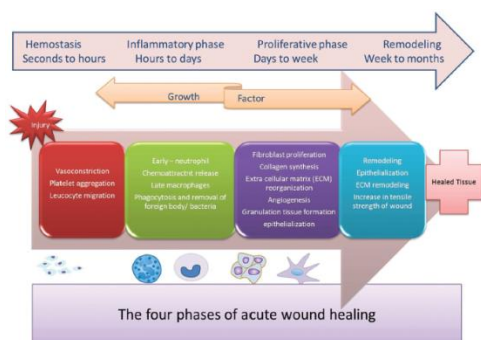 Hemostasis
Seconds to hours
Inflammatory phase
Hours to days
Proliferative phase
Days to week
Remodeling
Week to months
Growth
Factor
Injury
Vasoconstriction
Platelet aggregation
Leucocyte migration
Early – neutrophil
Chemoattractent release
Late macrophages
Phagocytosis and removal of
foreign body/ bacteria
Fibroblast proliferation
Collagen synthesis
Extra cellular matrix (ECM)
reorganization
Angiogenesis
Granulation tissue formation
epithelialization
Remodeling
Epithelialization
ECM remodeling
Increase in tensile
strength of wound
Healed Tissue
The four phases of acute wound healing